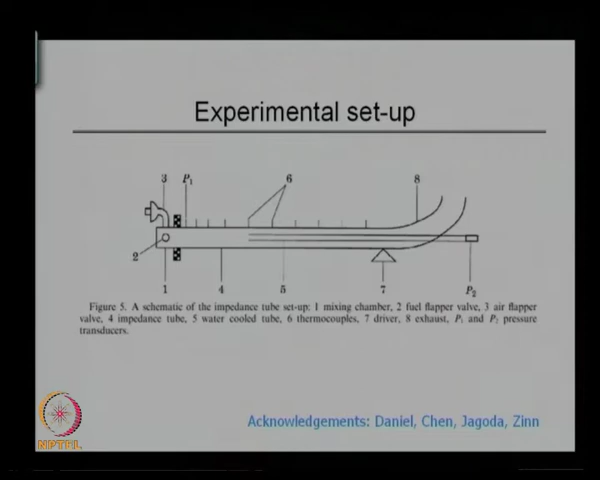 Experimental set-up
3 P₁ 6 8
2
1 4 5 7 P₂
Figure 5. A schematic of the impedance tube set-up: 1 mixing chamber, 2 fuel flapper valve, 3 air flapper
valve, 4 impedance tube, 5 water cooled tube, 6 thermocouples, 7 driver, 8 exhaust, P₁ and P₂ pressure
transducers.
Acknowledgements: Daniel, Chen, Jagoda, Zinn
NPTEL